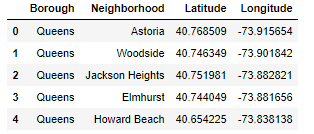 Borough Neighborhood Latitude Longitude
0 Queens Astoria 40.768509 -73.915654
1 Queens Woodside 40.746349 -73.901842
2 Queens Jackson Heights 40.751981 -73.882821
3 Queens Elmhurst 40.744049 -73.881656
4 Queens Howard Beach 40.654225 -73.838138